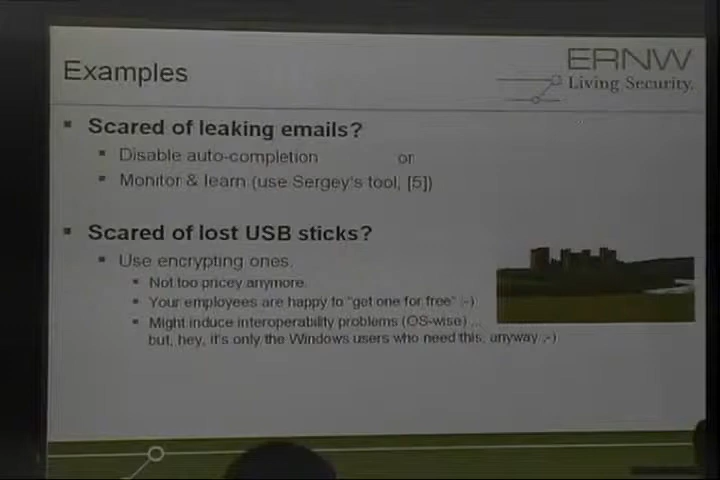 ERNW
Living Security.
Examples
Scared of leaking emails?
Disable auto-completion or
Monitor & learn (use Sergey's tool, [5])
Scared of lost USB sticks?
Use encrypting ones.
Not too pricey anymore.
Your employees are happy to "get one for free" ;-)
Might induce interoperability problems (OS-wise) ...
but, hey, it's only the Windows users who need this, anyway ;-)